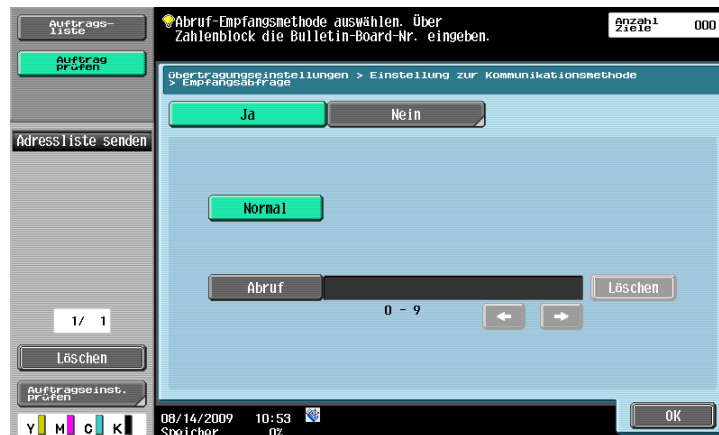 Auftrags-
liste
Abruf-Empfangsmethode auswählen. Über
Zahlenblock die Bulletin-Board-Nr. eingeben.
Anzahl
Ziele 000
Auftrag
prüfen
Übertragungseinstellungen > Einstellung zur Kommunikationsmethode
> Empfangsabfrage
Ja Nein
Adressliste senden
Normal
Abruf Löschen
0 - 9
1/ 1
Löschen
Auftragseinst.
prüfen
Y M C K
08/14/2009 10:53
Speicher 0%
OK